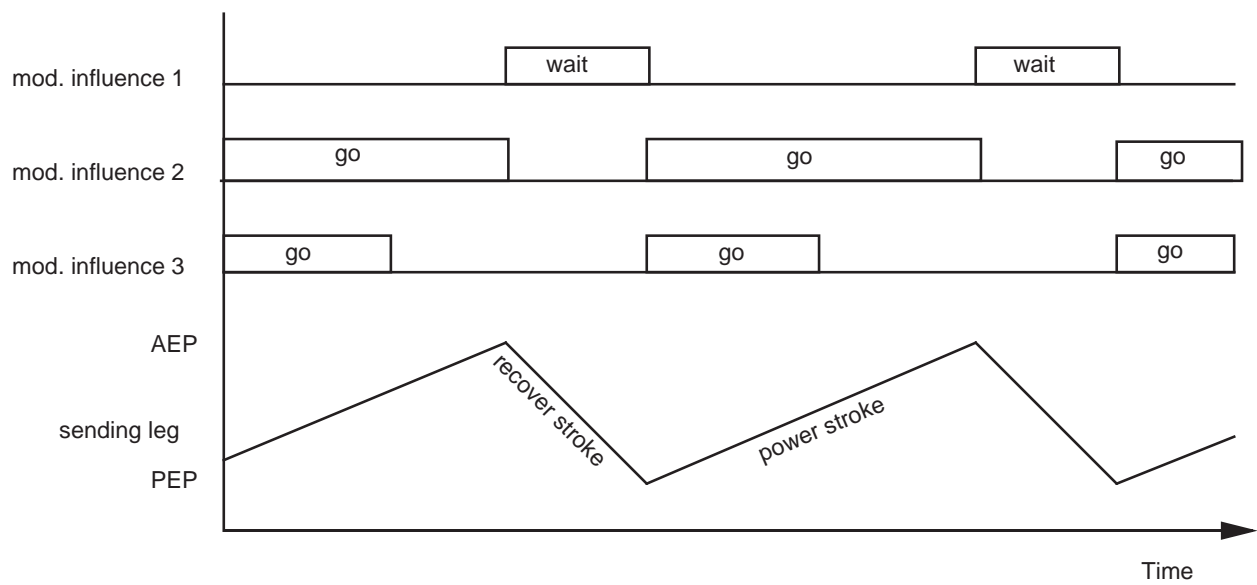 mod. influence 1
wait
wait
mod. influence 2
go
go
go
mod. influence 3
go
go
go
AEP
sending leg
PEP
recover stroke
power stroke
Time